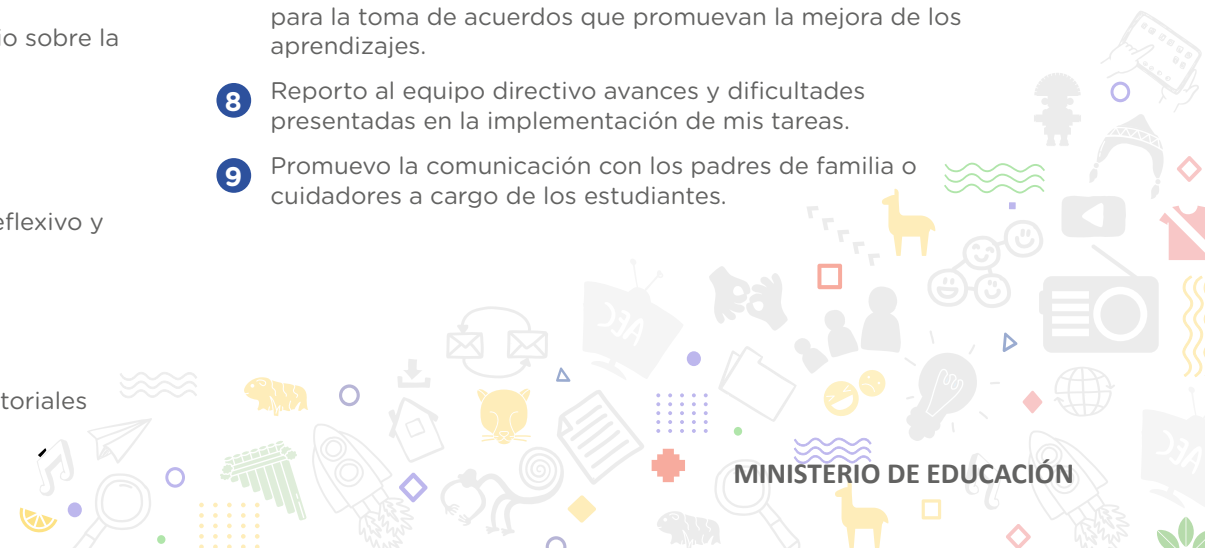 io sobre la
eflexivo y
toriales
para la toma de acuerdos que promuevan la mejora de los
aprendizajes.
8 Reporto al equipo directivo avances y dificultades
presentadas en la implementación de mis tareas.
9 Promuevo la comunicación con los padres de familia o
cuidadores a cargo de los estudiantes.
AEC
AEC
MINISTERIO DE EDUCACIÓN